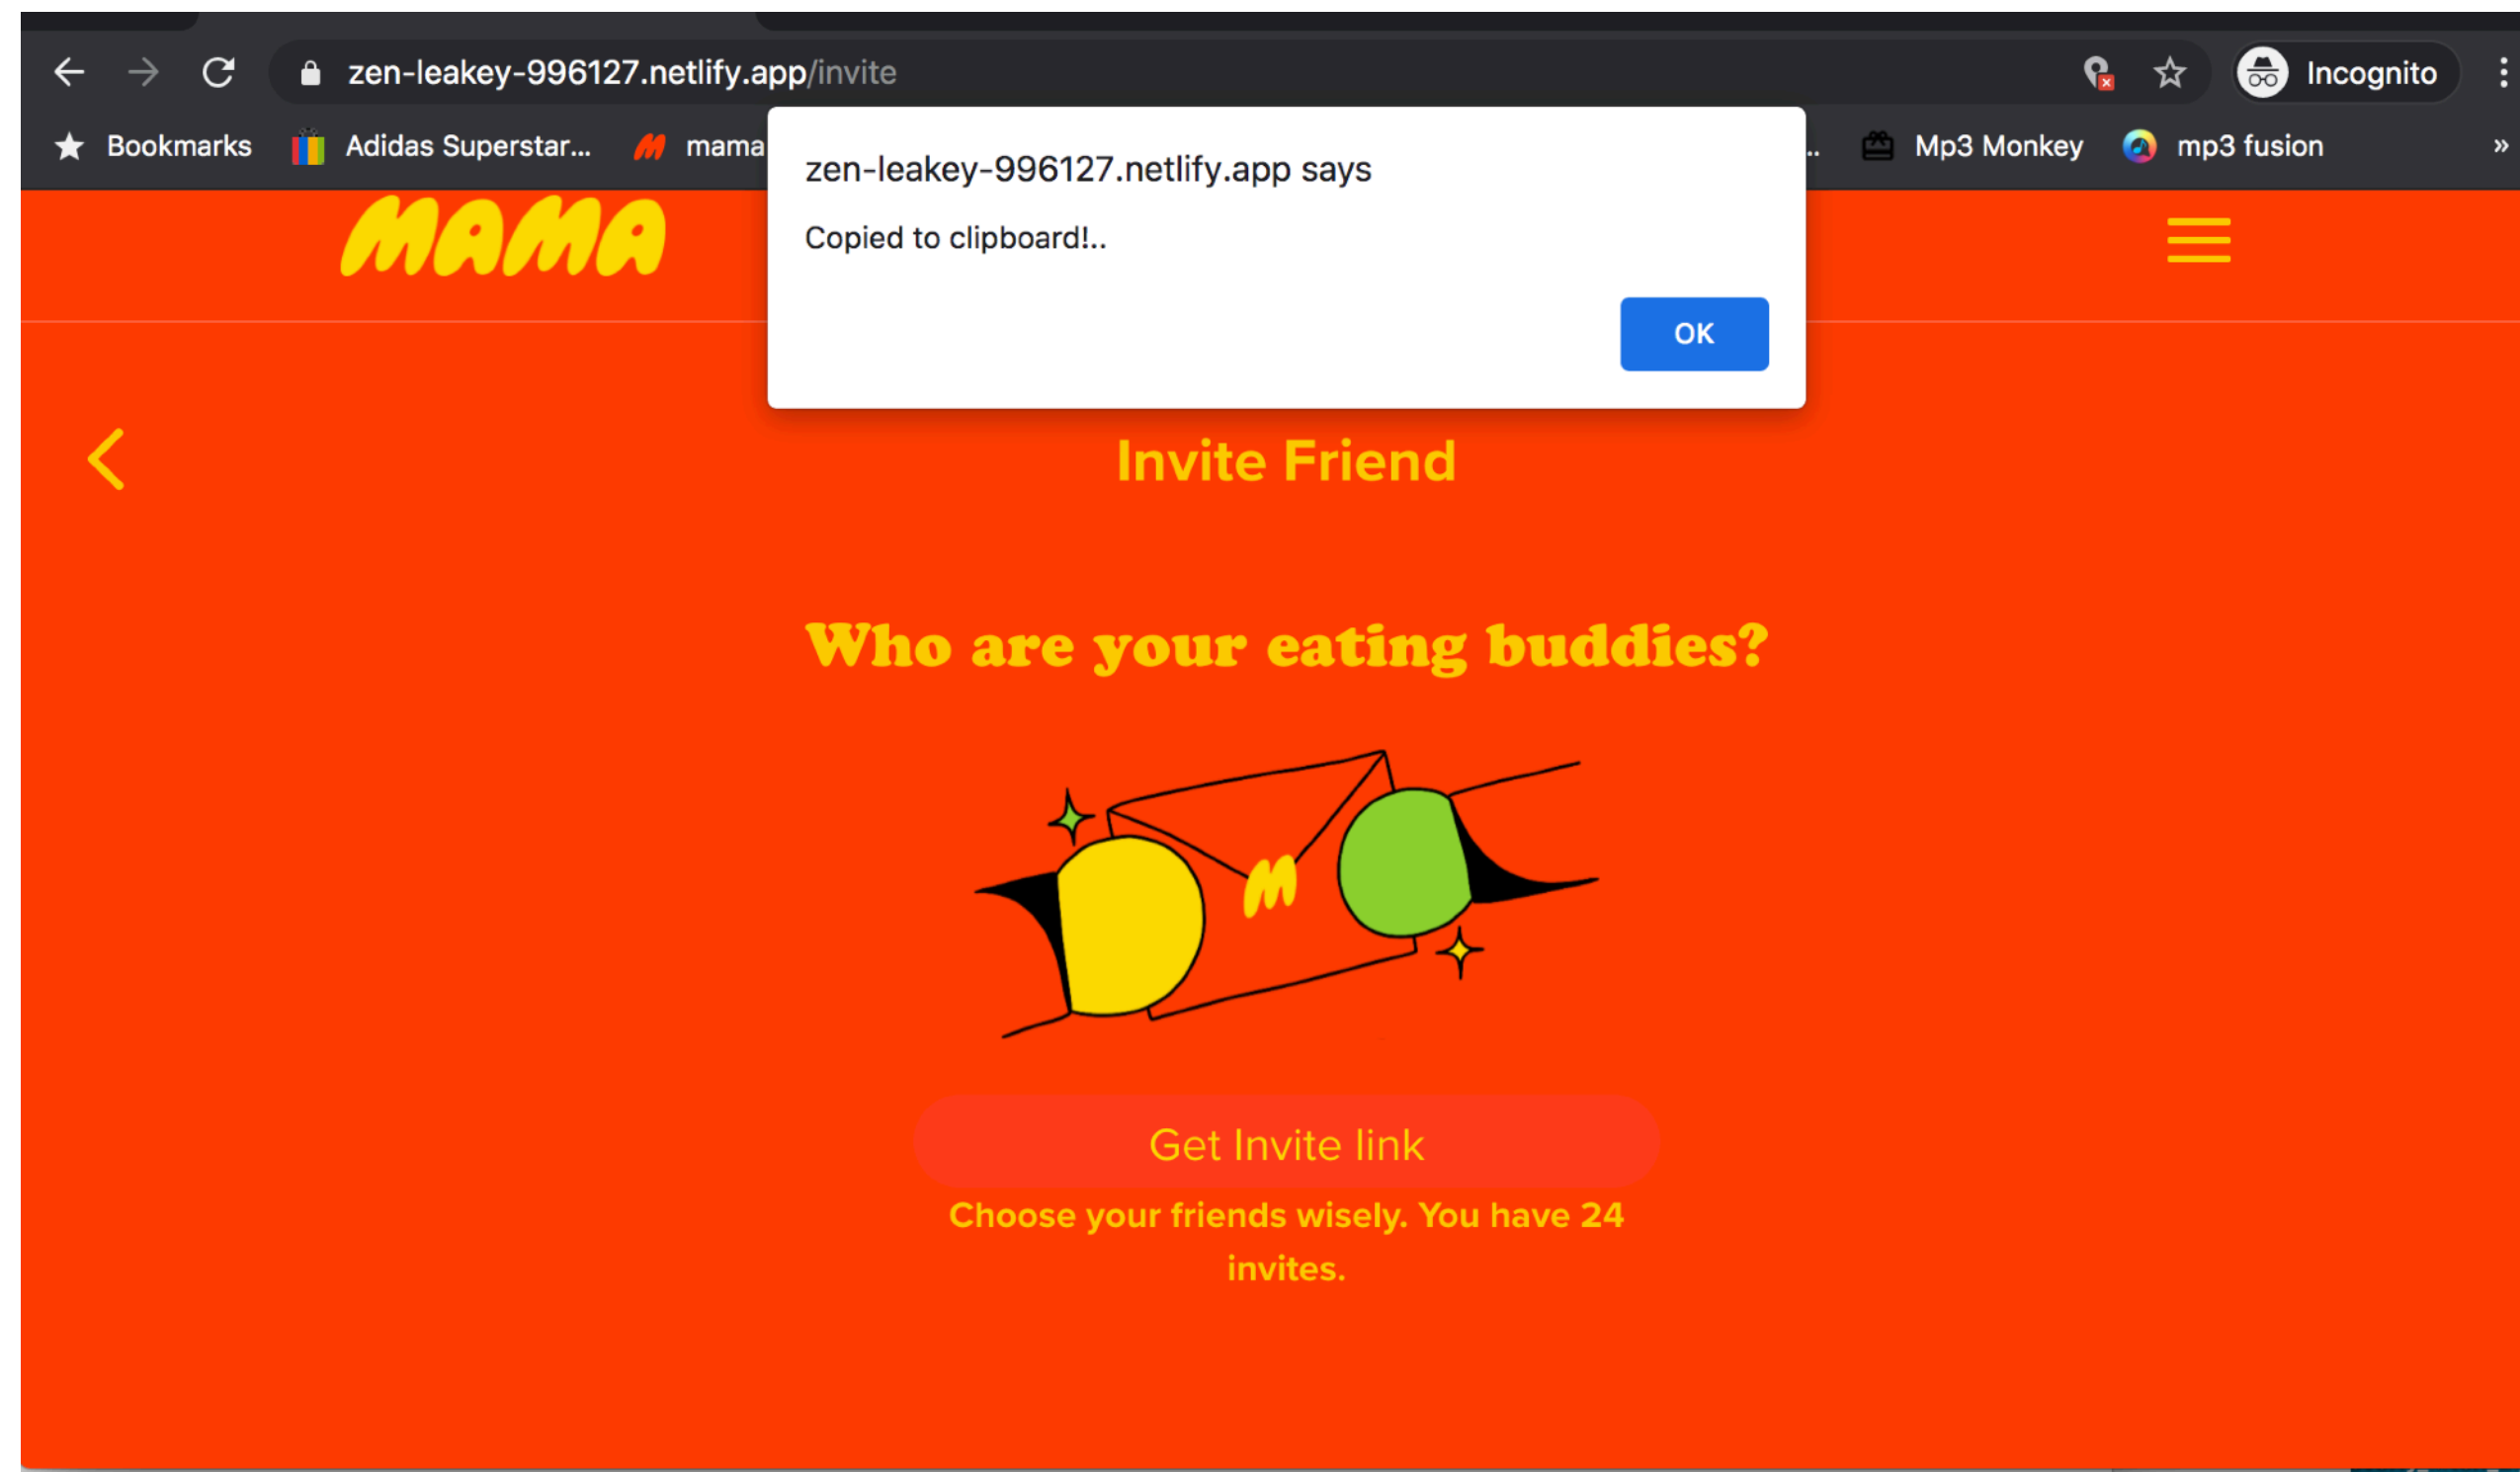 zen-leakey-996127.netlify.app/invite
Incognito
Bookmarks Adidas Superstar... mama .. Mp3 Monkey mp3 fusion »
zen-leakey-996127.netlify.app says
Copied to clipboard!..
OK
MAMA
Invite Friend
Who are your eating buddies?
M
Get Invite link
Choose your friends wisely. You have 24
invites.